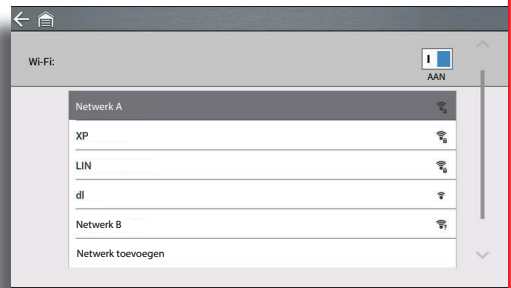 Wi-Fi:
AAN
Netwerk A
XP
LIN
dl
Netwerk B
Netwerk toevoegen